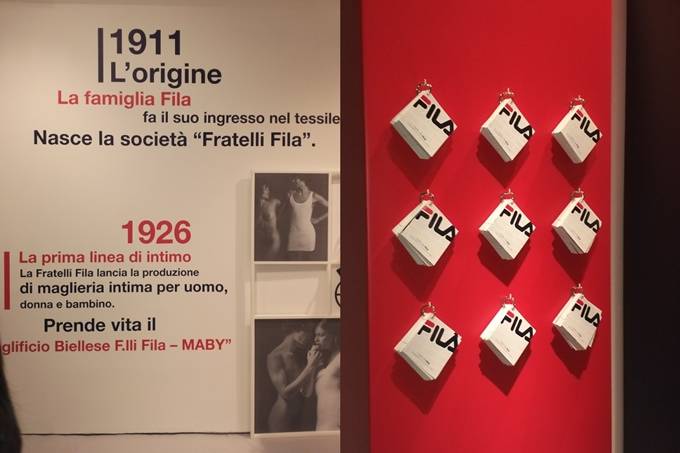 1911
L'origine
La famiglia Fila
fa il suo ingresso nel tessile
Nasce la società “Fratelli Fila”.
1926
La prima linea di intimo
La Fratelli Fila lancia la produzione
di maglieria intima per uomo,
donna e bambino.
Prende vita il
glificio Biellese F.lli Fila – MABY”
FILA
FILA
FILA
FILA
FILA
FILA
FILA
FILA
FILA